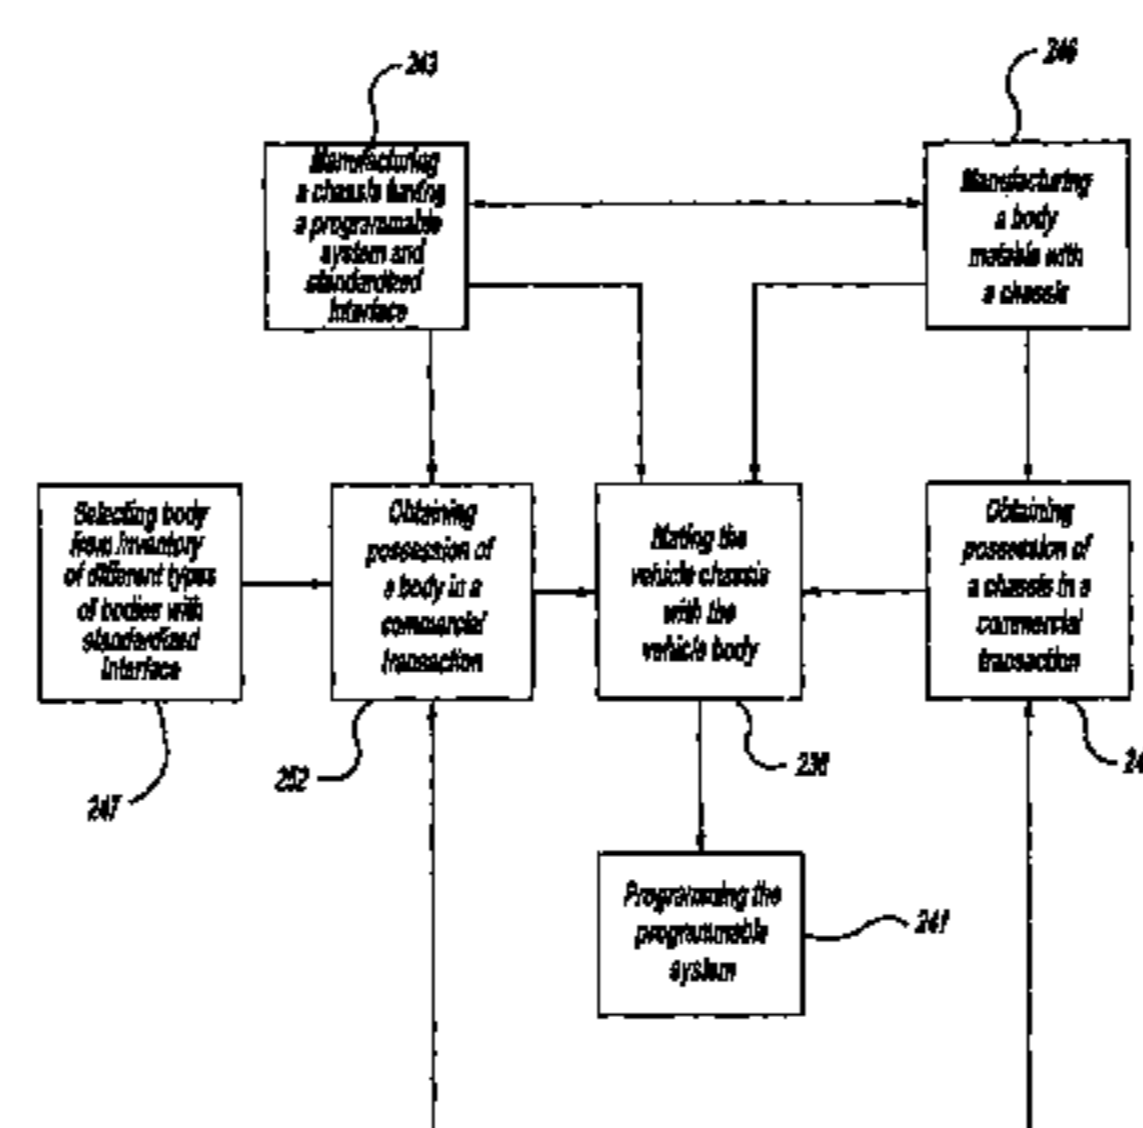 243
246
Manufacturing
a chassis having
a programmable
system and
standardized
interface
Manufacturing
a body
matable with
a chassis
Selecting body
from inventory
of different types
of bodies with
standardized
interface
Obtaining
possession of
a body in a
commercial
transaction
Mating the
vehicle chassis
with the
vehicle body
Obtaining
possession of
a chassis in a
commercial
transaction
247
252
24
Programming the
programmable
system
241